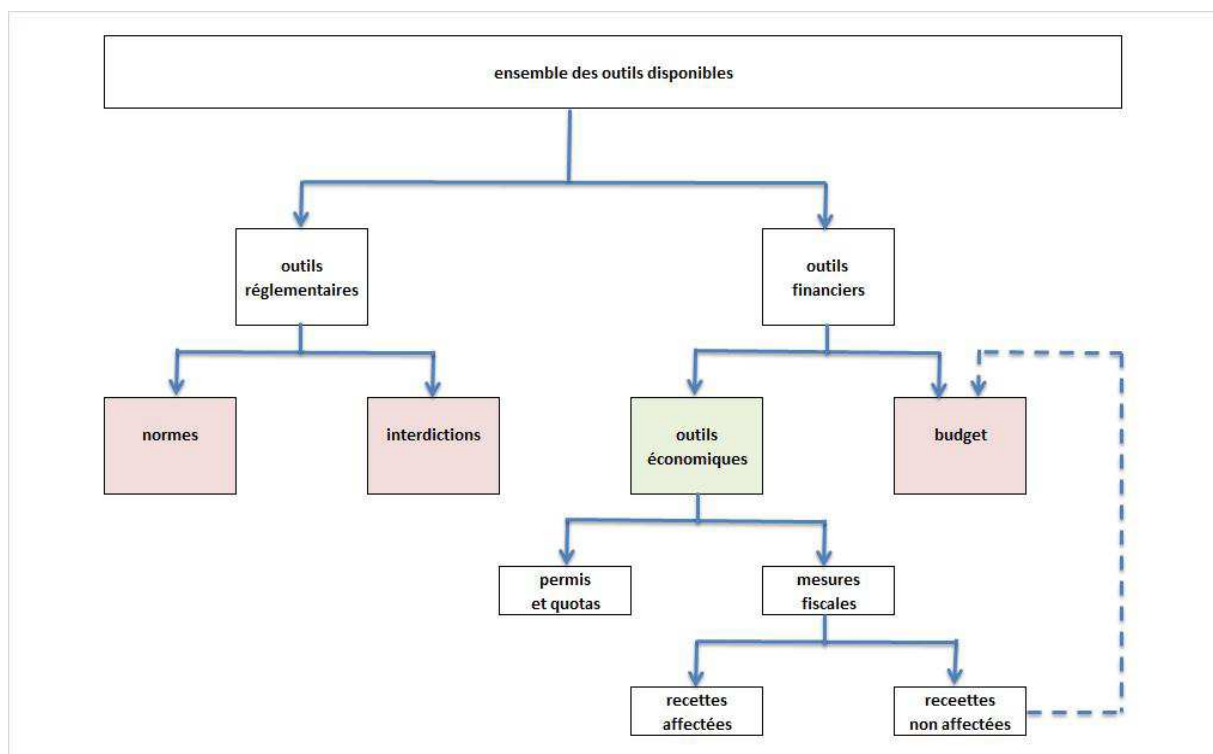 ensemble des outils disponibles
outils
réglementaires
outils
financiers
normes
interdictions
outils
économiques
budget
permis
et quotas
mesures
fiscales
recettes
affectées
receettes
non affectées